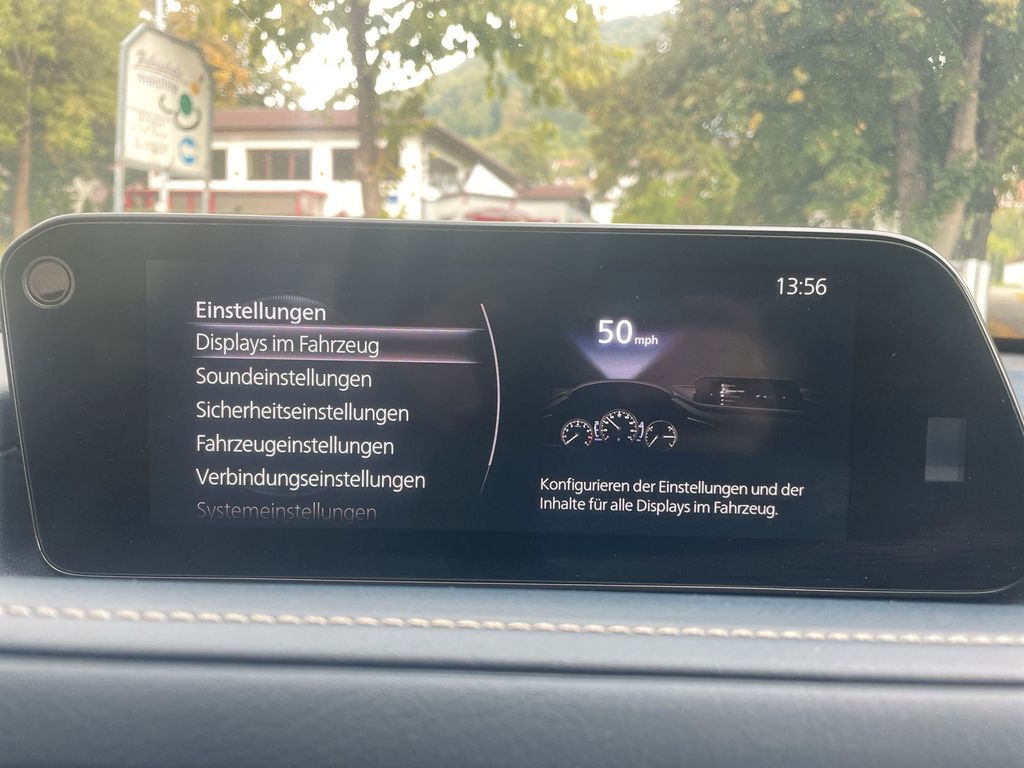 13:56
Einstellungen
Displays im Fahrzeug
Soundeinstellungen
Sicherheitseinstellungen
Fahrzeugeinstellungen
Verbindungseinstellungen
Systemeinstellungen
50 mph
Konfigurieren der Einstellungen und der
Inhalte für alle Displays im Fahrzeug.